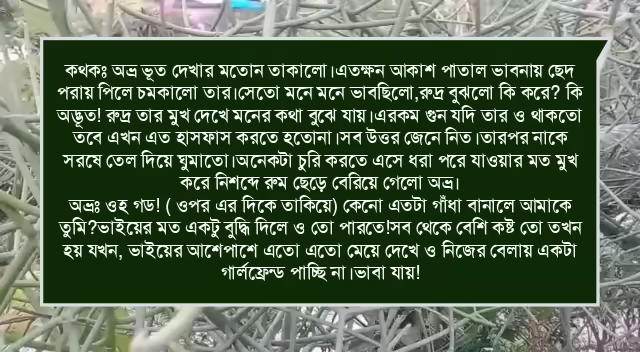 কথকঃ অভ্র ভূত দেখার মতোন তাকালো।এতক্ষন আকাশ পাতাল ভাবনায় ছেদ
পরায় পিলে চমকালো তার।সেতো মনে মনে ভাবছিলো,রুদ্র বুঝলো কি করে? কি
অদ্ভূত! রুদ্র তার মুখ দেখে মনের কথা বুঝে যায়।এরকম গুন যদি তার ও থাকতো
তবে এখন এত হাসফাস করতে হতোনা।সব উত্তর জেনে নিত।তারপর নাকে
সরষে তেল দিয়ে ঘুমাতো।অনেকটা চুরি করতে এসে ধরা পরে যাওয়ার মত মুখ
করে নিশব্দে রুম ছেড়ে বেরিয়ে গেলো অভ্র।
অভ্রঃ ওহ গড! ( ওপর এর দিকে তাকিয়ে) কেনো এতটা গাঁধা বানালে আমাকে
তুমি?ভাইয়ের মত একটু বুদ্ধি দিলে ও তো পারতে!সব থেকে বেশি কষ্ট তো তখন
হয় যখন, ভাইয়ের আশেপাশে এতো এতো মেয়ে দেখে ও নিজের বেলায় একটা
গার্লফ্রেন্ড পাচ্ছি না।ভাবা যায়!